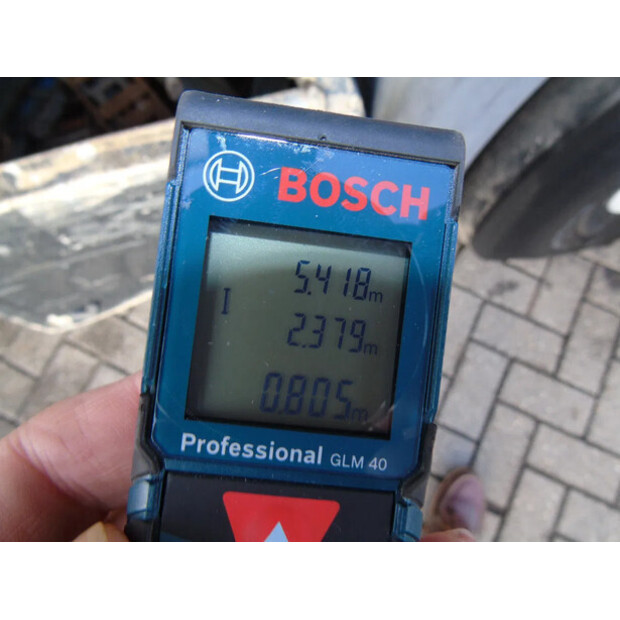 BOSCH
5.418m
2.379m
0.805m
Professional GLM 40